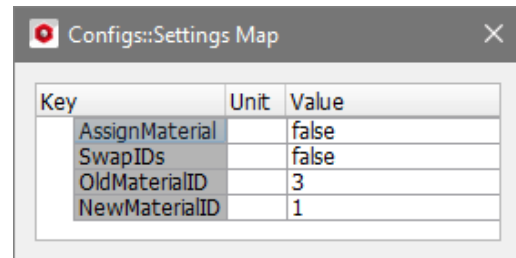 Configs::Settings Map
Key Unit Value
AssignMaterial false
SwapIDs false
OldMaterialID 3
NewMaterialID 1